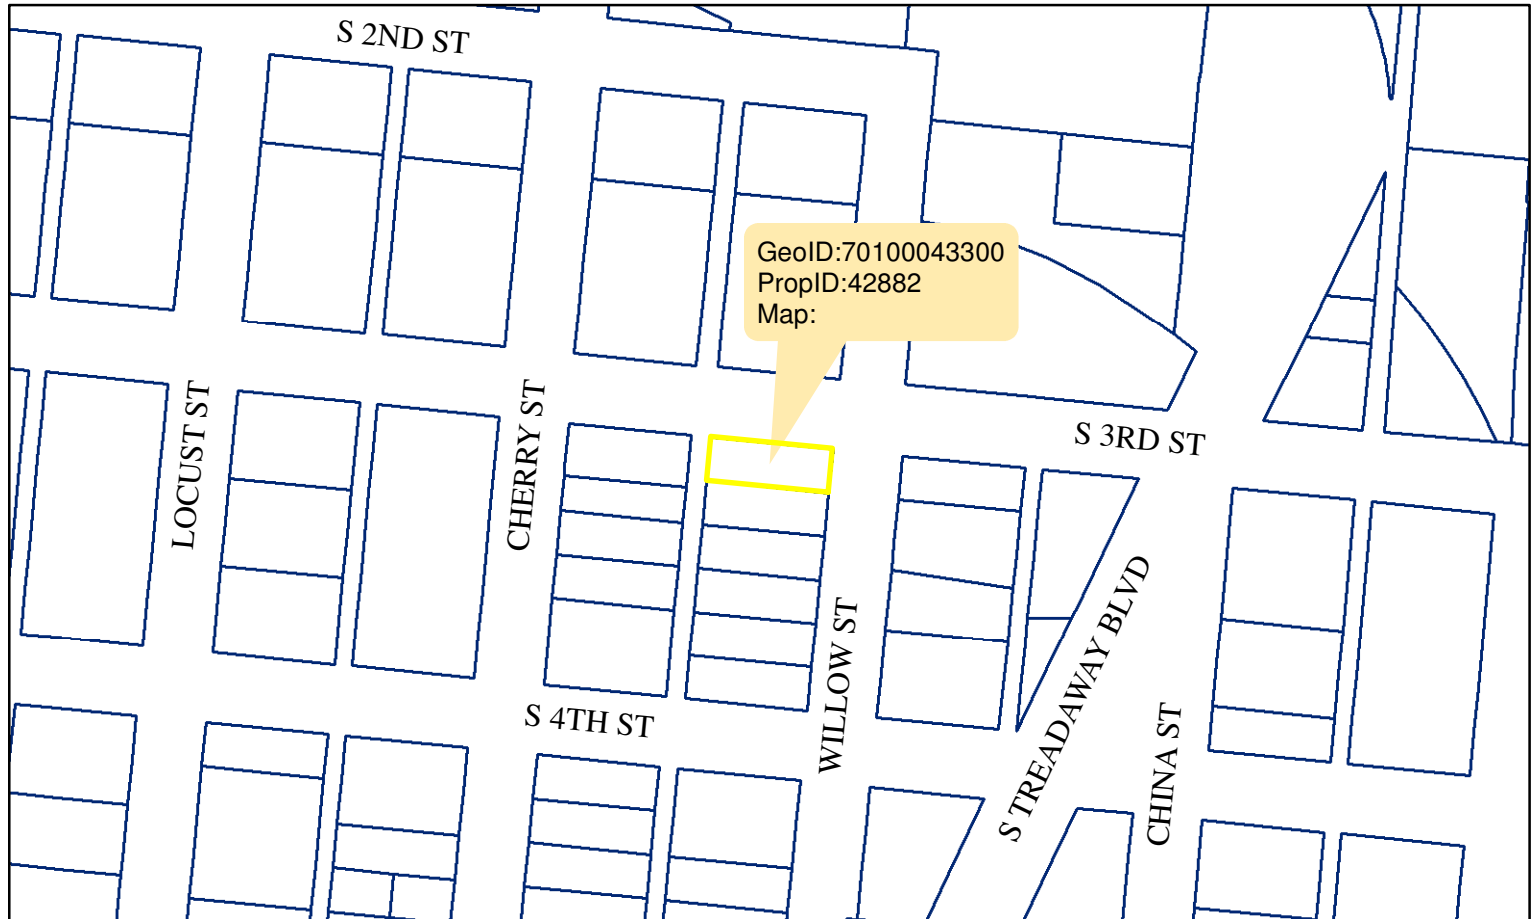 S 2ND ST
GeoID:70100043300
PropID:42882
Map:
LOCUST ST
CHERRY ST
S 3RD ST
WILLOW ST
S STREADAWAY BLVD
S 4TH ST
CHINA ST